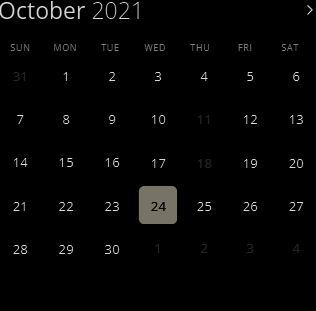 October 2021
SUN MON TUE WED THU FRI SAT
31 1 2 3 4 5 6
7 8 9 10 11 12 13
14 15 16 17 18 19 20
21 22 23 24 25 26 27
28 29 30 1 2 3 4